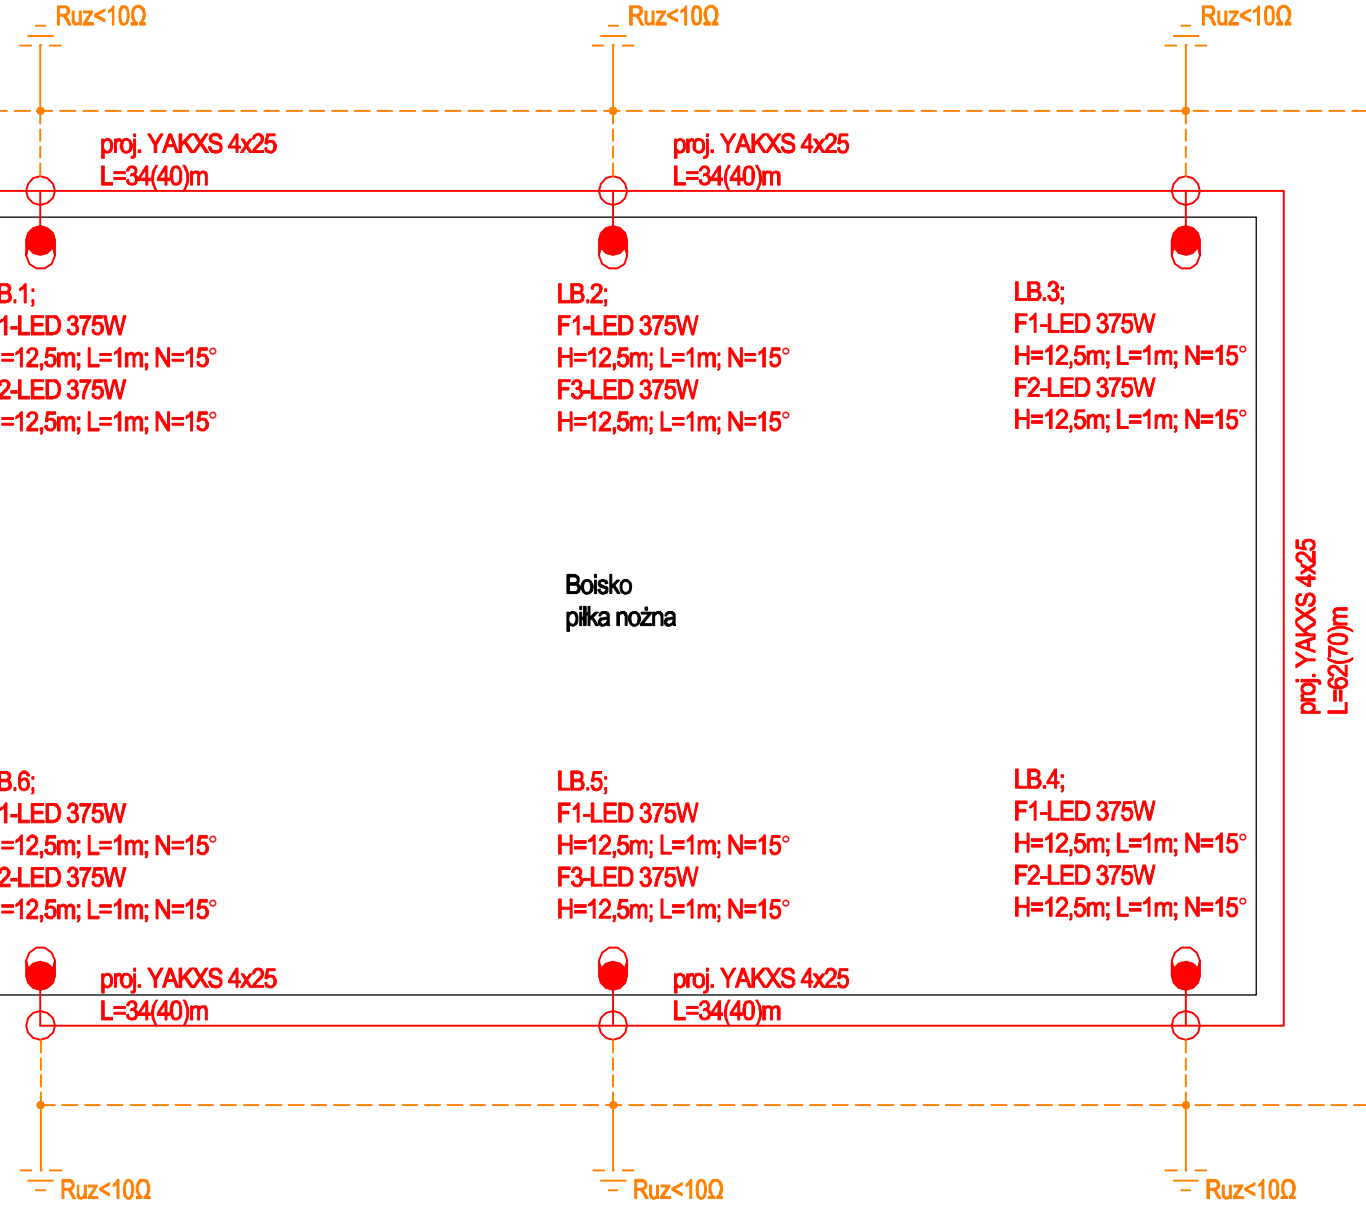 Ruz<10Ω
Ruz<10Ω
Ruz<10Ω
proj. YAKXS 4x25
L=34(40)m
proj. YAKXS 4x25
L=34(40)m
B.1;
1-LED 375W
=12,5m; L=1m; N=15°
2-LED 375W
=12,5m; L=1m; N=15°
LB.2;
F1-LED 375W
H=12,5m; L=1m; N=15°
F3-LED 375W
H=12,5m; L=1m; N=15°
LB.3;
F1-LED 375W
H=12,5m; L=1m; N=15°
F2-LED 375W
H=12,5m; L=1m; N=15°
Boisko
piłka nożna
proj. YAKXS 4x25
L=62(70)m
B.6;
1-LED 375W
=12,5m; L=1m; N=15°
2-LED 375W
=12,5m; L=1m; N=15°
LB.5;
F1-LED 375W
H=12,5m; L=1m; N=15°
F3-LED 375W
H=12,5m; L=1m; N=15°
LB.4;
F1-LED 375W
H=12,5m; L=1m; N=15°
F2-LED 375W
H=12,5m; L=1m; N=15°
proj. YAKXS 4x25
L=34(40)m
proj. YAKXS 4x25
L=34(40)m
Ruz<10Ω
Ruz<10Ω
Ruz<10Ω